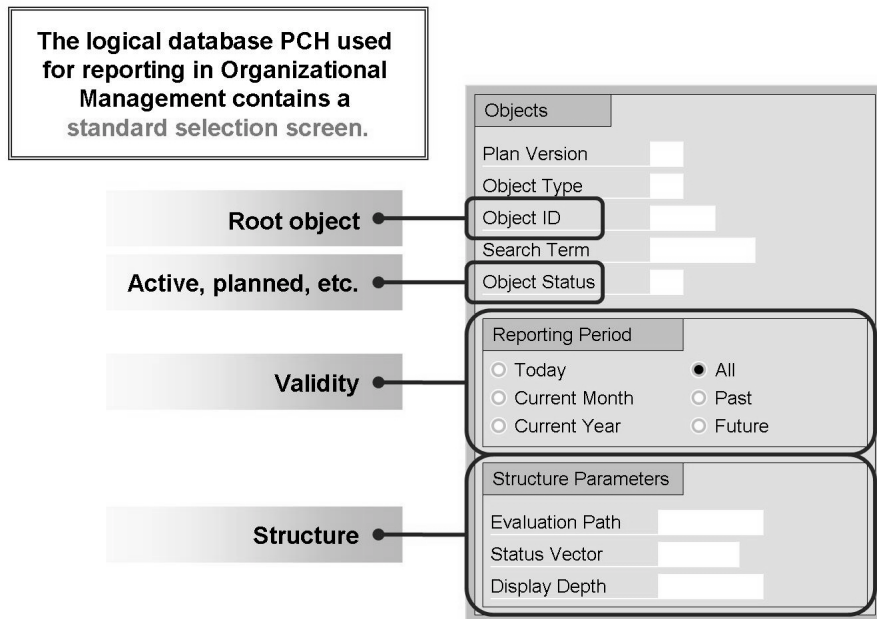 The logical database PCH used
for reporting in Organizational
Management contains a
standard selection screen.
Objects
Plan Version
Object Type
Root object
Object ID
Search Term
Active, planned, etc.
Object Status
Reporting Period
Validity
Today
All
Current Month
Past
Current Year
Future
Structure Parameters
Structure
Evaluation Path
Status Vector
Display Depth